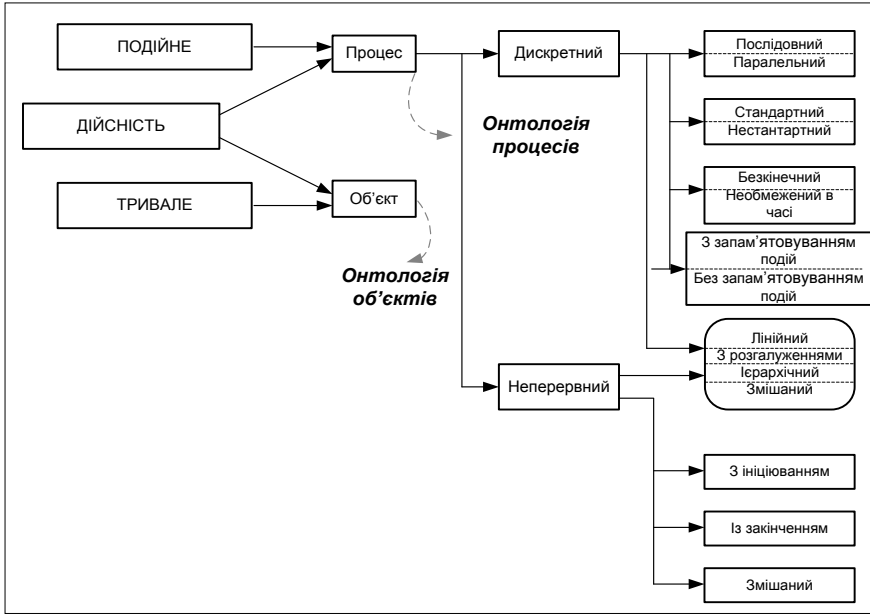 ПОДІЙНЕ
Процес
Дискретний
Послідовний
Паралельний
ДІЙСНІСТЬ
Онтологія
процесів
Стандартний
Нестантартний
ТРИВАЛЕ
Об’єкт
Безкінечний
Необмежений в
часі
Онтологія
об’єктів
З запам’ятовуванням
подій
Без запам’ятовуванням
подій
Лінійний
З розгалуженнями
Ієрархічний
Змішаний
Неперервний
З ініціюванням
Із закінченням
Змішаний